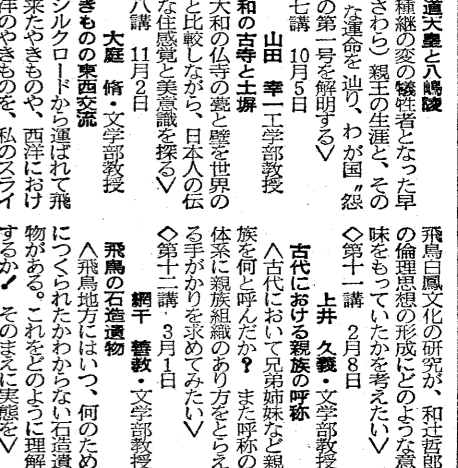 道天皇と八嶋陵
種継の変の犠牲者となった早
さわら）親王の生涯と、その
な運命を辿り、わが国〝怨
の第一号を解明する〉
七講 10月5日
山田 幸一工学部教授
和の古寺と土塀
大和の仏寺の甍と壁を世界の
と比較しながら、日本人の伝
な住感覚と美意識を探る〉
八講 11月2日
大庭 脩・文学部教授
きものの東西交流
シルクロードから運ばれて飛
来たやきものや、西洋におけ
洋のやきものを、私のスライ
飛鳥白鳳文化の研究が、和辻哲郎
の倫理思想の形成にどのような意
味をもっていたかを考えたい〉
◇第十一講 2月8日
上井 久義・文学部教授
古代における親族の呼称
〈古代において兄弟姉妹など親
族を何と呼んだか？ また呼称の
体系に親族組織のあり方をとらえ
る手がかりを求めてみたい〉
◇第十二講 3月1日
網干 善教・文学部教授
飛鳥の石造遺物
〈飛鳥地方にはいつ、何のため
につくられたかわからない石造遺
物がある。これをどのように理解
するか！ そのまえに実態を〉